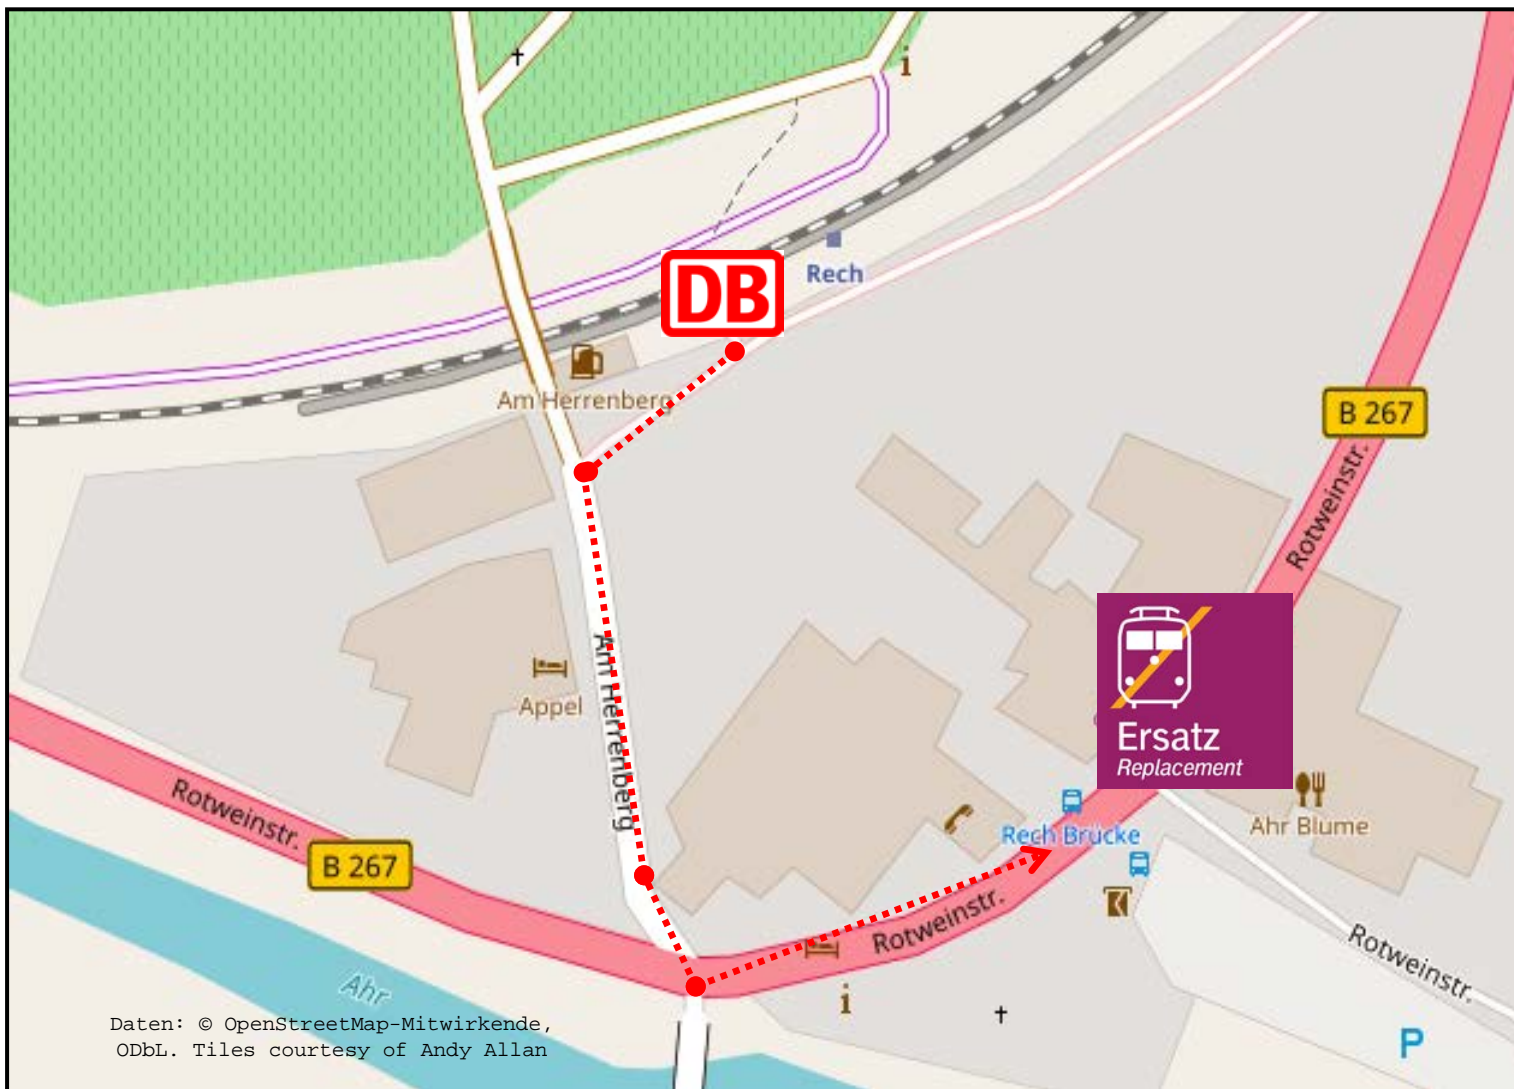 i
DB
Rech
Am Herrenberg
B 267
Rotweinstr.
Am Herrenberg
Appel
Ersatz
Replacement
Rech Brücke
Ahr Blume
Rotweinstr.
B 267
Rotweinstr.
Rotweinstr.
i
Ahr
P
Daten: © OpenStreetMap-Mitwirkende,
ODbL. Tiles courtesy of Andy Allan